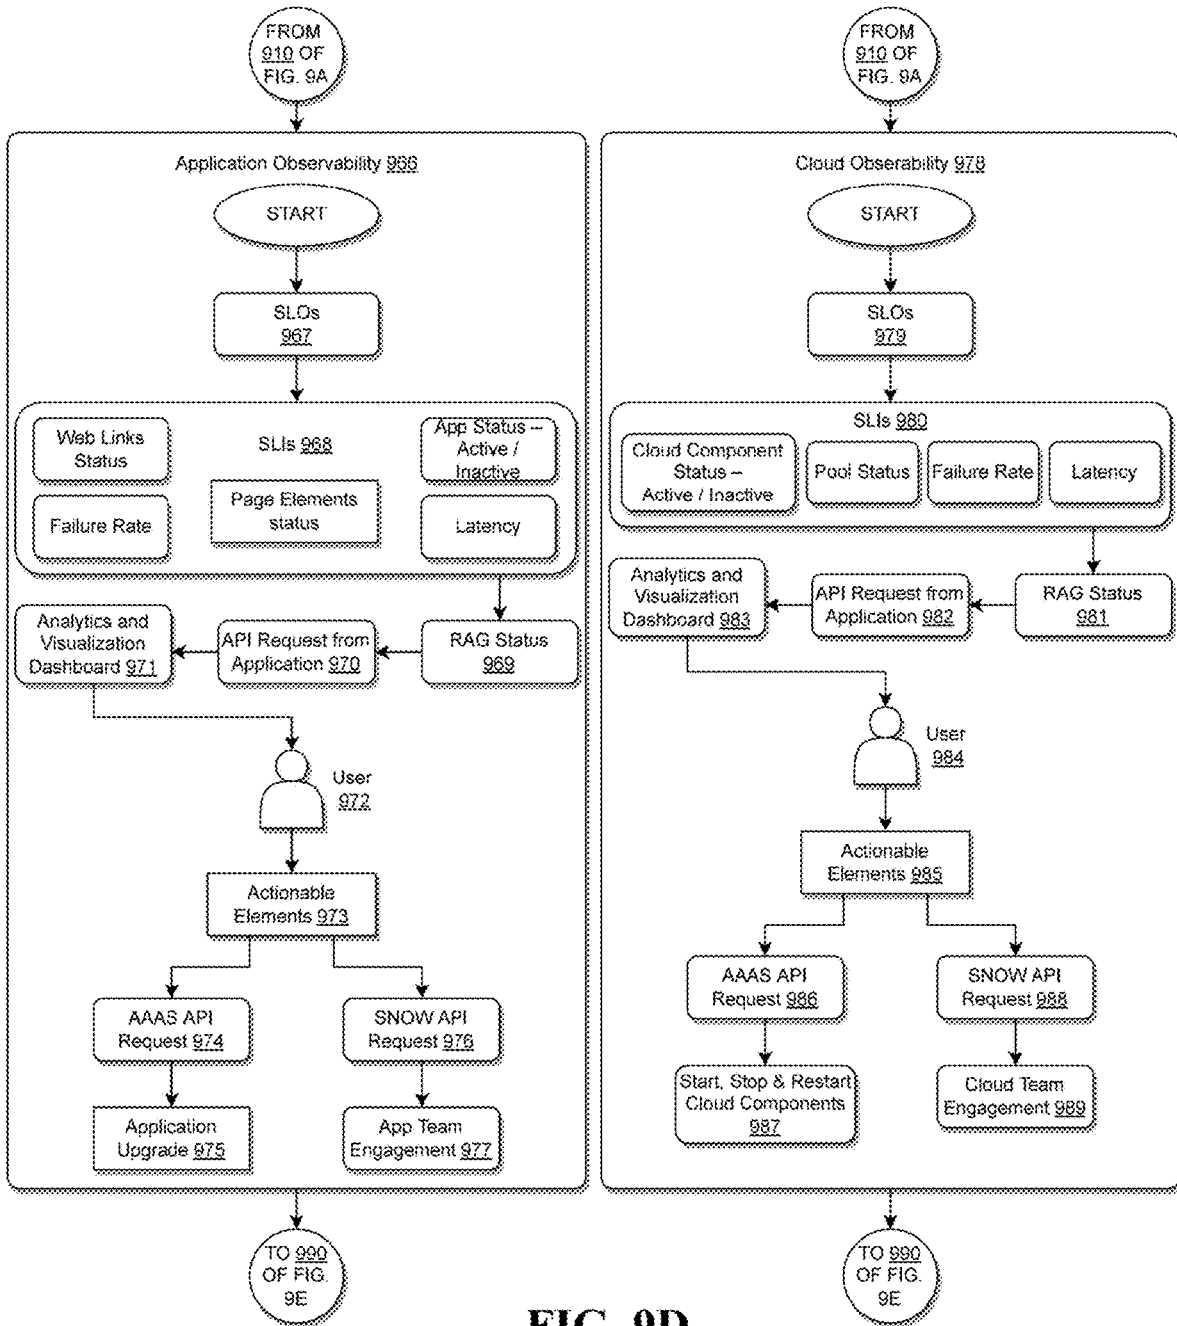 FROM
910 OF
FIG. 9A
Application Observability 966
START
SLOs
967
Web Links
Status
SLIs 968
App Status –
Active /
Inactive
Failure Rate
Page Elements
status
Latency
Analytics and
Visualization
Dashboard 971
API Request from
Application 970
RAG Status
969
User
972
Actionable
Elements 973
AAAS API
Request 974
SNOW API
Request 976
Application
Upgrade 975
App Team
Engagement 977
TO 990
OF FIG.
9E
FROM
910 OF
FIG. 9A
Cloud Obserability 978
START
SLOs
979
SLIs 980
Cloud Component
Status –
Active / Inactive
Pool Status
Failure Rate
Latency
Analytics and
Visualization
Dashboard 983
API Request from
Application 982
RAG Status
981
User
984
Actionable
Elements 985
AAAS API
Request 986
SNOW API
Request 988
Start, Stop & Restart
Cloud Components
987
Cloud Team
Engagement 989
TO 990
OF FIG.
9E
FIG. 9D